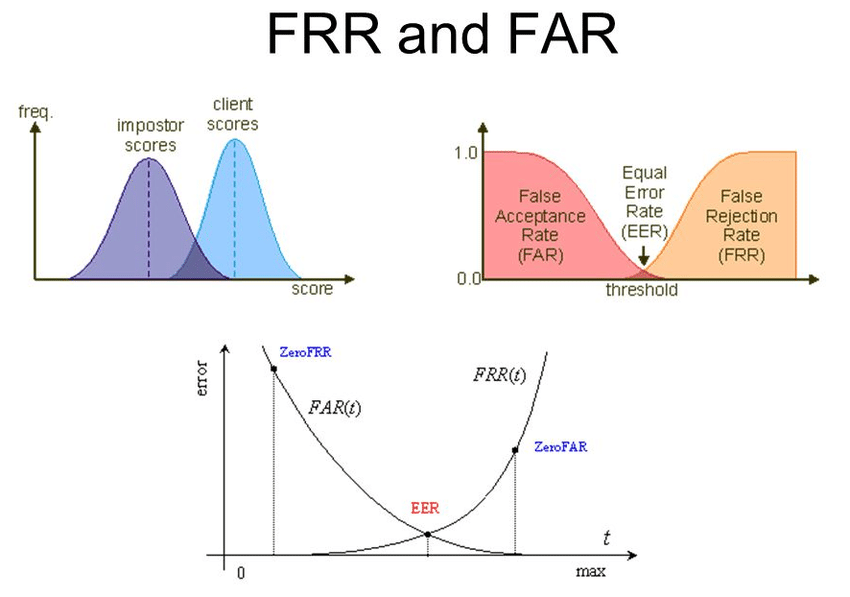 FRR and FAR
freq.
impostor
scores
client
scores
score
1.0
0.0
False
Acceptance
Rate
(FAR)
Equal
Error
Rate
(EER)
False
Rejection
Rate
(FRR)
threshold
error
ZeroFRR
FAR(t)
FRR(t)
ZeroFAR
EER
t
0
max